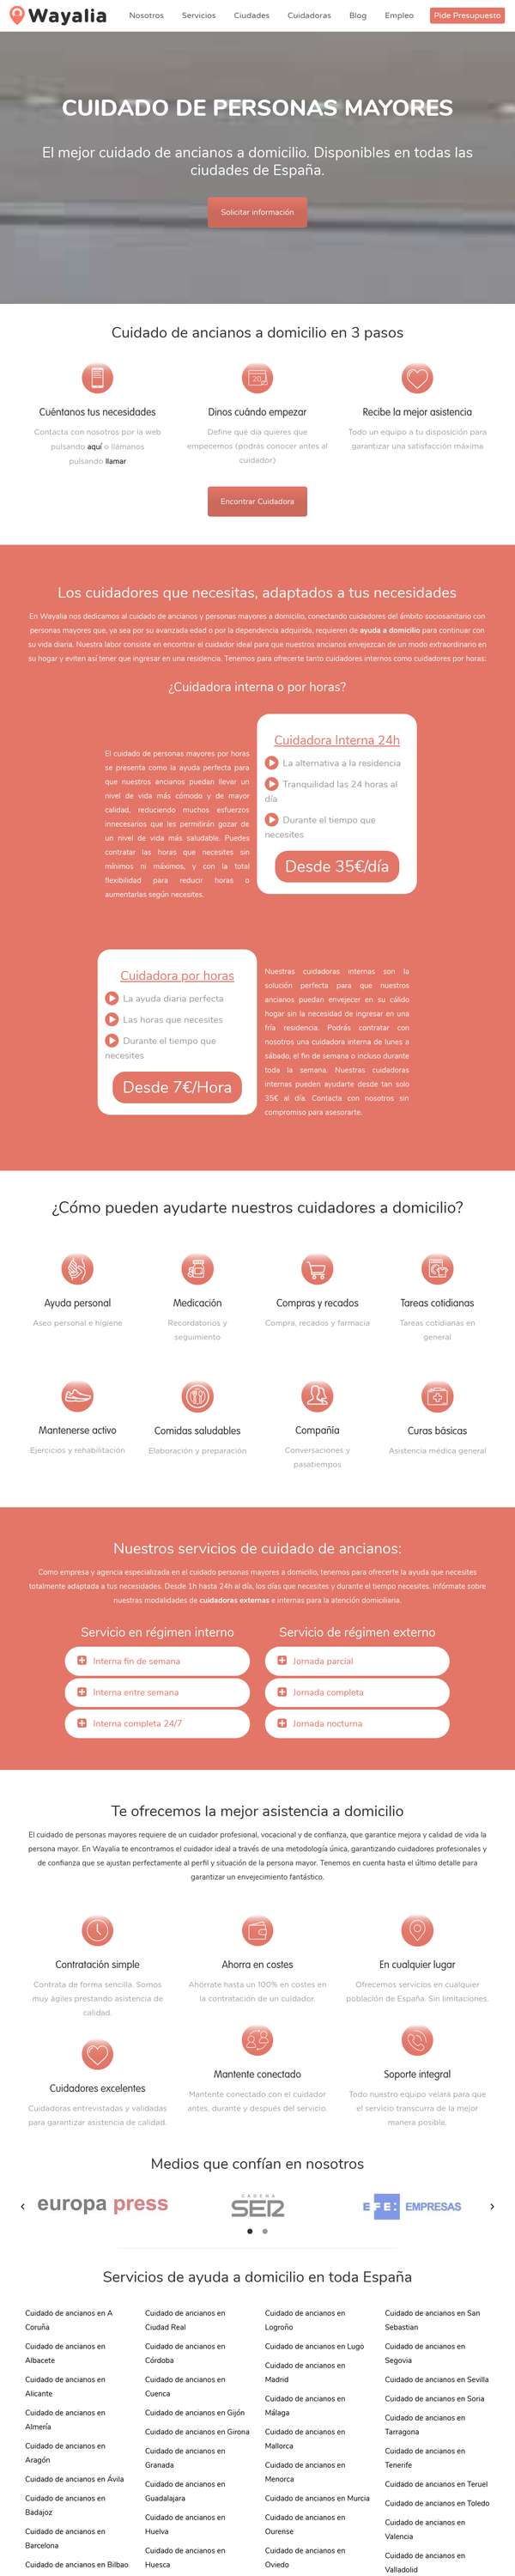 Wayalia
Nosotros Servicios Ciudades Cuidadoras Blog Empleo Pide Presupuesto
CUIDADO DE PERSONAS MAYORES
El mejor cuidado de ancianos a domicilio. Disponibles en todas las
ciudades de España.
Solicitar información
Cuidado de ancianos a domicilio en 3 pasos
Cuéntanos tus necesidades
Contacta con nosotros por la web
pulsando aquí o llámanos
pulsando llamar
Dinos cuándo empezar
Define qué día quieres que
empecemos (podrás conocer antes al
cuidador)
Recibe la mejor asistencia
Todo un equipo a tu disposición para
garantizar una satisfacción máxima
Encontrar Cuidadora
Los cuidadores que necesitas, adaptados a tus necesidades
En Wayalia nos dedicamos al cuidado de ancianos y personas mayores a domicilio, conectando cuidadores del ámbito sociosanitario con
personas mayores que, ya sea por su avanzada edad o por la dependencia adquirida, requieren de ayuda a domicilio para continuar con
su vida diaria. Nuestra labor consiste en encontrar el cuidador ideal para que nuestros ancianos envejezcan de un modo extraordinario en
su hogar y eviten así tener que ingresar en una residencia. Tenemos para ofrecerte tanto cuidadores internos como cuidadores por horas:
¿Cuidadora interna o por horas?
El cuidado de personas mayores por horas
se presenta como la ayuda perfecta para
que nuestros ancianos puedan llevar un
nivel de vida más cómodo y de mayor
calidad, reduciendo muchos esfuerzos
innecesarios que les permitirán gozar de
un nivel de vida más saludable. Puedes
contratar las horas que necesites sin
mínimos ni máximos, y con la total
flexibilidad para reducir horas o
aumentarlas según necesites.
Cuidadora Interna 24h
La alternativa a la residencia
Tranquilidad las 24 horas al
día
Durante el tiempo que
necesites
Desde 35€/día
Cuidadora por horas
La ayuda diaria perfecta
Las horas que necesites
Durante el tiempo que
necesites
Desde 7€/Hora
Nuestras cuidadoras internas son la
solución perfecta para que nuestros
ancianos puedan envejecer en su cálido
hogar sin la necesidad de ingresar en una
fría residencia. Podrás contratar con
nosotros una cuidadora interna de lunes a
sábado, el fin de semana o incluso durante
toda la semana. Nuestras cuidadoras
internas pueden ayudarte desde tan solo
35€ al día. Contacta con nosotros sin
compromiso para asesorarte.
¿Cómo pueden ayudarte nuestros cuidadores a domicilio?
Ayuda personal
Aseo personal e higiene
Medicación
Recordatorios y
seguimiento
Compras y recados
Compra, recados y farmacia
Tareas cotidianas
Tareas cotidianas en
general
Mantenerse activo
Ejercicios y rehabilitación
Comidas saludables
Elaboración y preparación
Compañía
Conversaciones y
pasatiempos
Curas básicas
Asistencia médica general
Nuestros servicios de cuidado de ancianos:
Como empresa y agencia especializada en el cuidado personas mayores a domicilio, tenemos para ofrecerte la ayuda que necesites
totalmente adaptada a tus necesidades. Desde 1h hasta 24h al día, los días que necesites y durante el tiempo necesites. Infórmate sobre
nuestras modalidades de cuidadoras externas e internas para la atención domiciliaria.
Servicio en régimen interno
Interna fin de semana
Interna entre semana
Interna completa 24/7
Servicio de régimen externo
Jornada parcial
Jornada completa
Jornada nocturna
Te ofrecemos la mejor asistencia a domicilio
El cuidado de personas mayores requiere de un cuidador profesional, vocacional y de confianza, que garantice mejora y calidad de vida la
persona mayor. En Wayalia te encontramos el cuidador ideal a través de una metodología única, garantizando cuidadores profesionales y
de confianza que se ajustan perfectamente al perfil y situación de la persona mayor. Tenemos en cuenta hasta el último detalle para
garantizar un envejecimiento fantástico.
Contratación simple
Contrata de forma sencilla. Somos
muy ágiles prestando asistencia de
calidad.
Ahorra en costes
Ahórrate hasta un 100% en costes en
la contratación de un cuidador.
En cualquier lugar
Ofrecemos servicios en cualquier
población de España. Sin limitaciones.
Cuidadores excelentes
Cuidadoras entrevistadas y validadas
para garantizar asistencia de calidad.
Mantente conectado
Mantente conectado con el cuidador
antes, durante y después del servicio.
Soporte integral
Todo nuestro equipo velará para que
el servicio transcurra de la mejor
manera posible.
Medios que confían en nosotros
europa press
CADENA
SER
EFE: EMPRESAS
Servicios de ayuda a domicilio en toda España
Cuidado de ancianos en A
Coruña
Cuidado de ancianos en
Albacete
Cuidado de ancianos en
Alicante
Cuidado de ancianos en
Almería
Cuidado de ancianos en
Aragón
Cuidado de ancianos en Ávila
Cuidado de ancianos en
Badajoz
Cuidado de ancianos en
Barcelona
Cuidado de ancianos en Bilbao
Cuidado de ancianos en
Ciudad Real
Cuidado de ancianos en
Córdoba
Cuidado de ancianos en
Cuenca
Cuidado de ancianos en Gijón
Cuidado de ancianos en Girona
Cuidado de ancianos en
Granada
Cuidado de ancianos en
Guadalajara
Cuidado de ancianos en
Huelva
Cuidado de ancianos en
Huesca
Cuidado de ancianos en
Logroño
Cuidado de ancianos en Lugo
Cuidado de ancianos en
Madrid
Cuidado de ancianos en
Málaga
Cuidado de ancianos en
Mallorca
Cuidado de ancianos en
Menorca
Cuidado de ancianos en Murcia
Cuidado de ancianos en
Ourense
Cuidado de ancianos en
Oviedo
Cuidado de ancianos en San
Sebastian
Cuidado de ancianos en
Segovia
Cuidado de ancianos en Sevilla
Cuidado de ancianos en Soria
Cuidado de ancianos en
Tarragona
Cuidado de ancianos en
Tenerife
Cuidado de ancianos en Teruel
Cuidado de ancianos en Toledo
Cuidado de ancianos en
Valencia
Cuidado de ancianos en
Valladolid